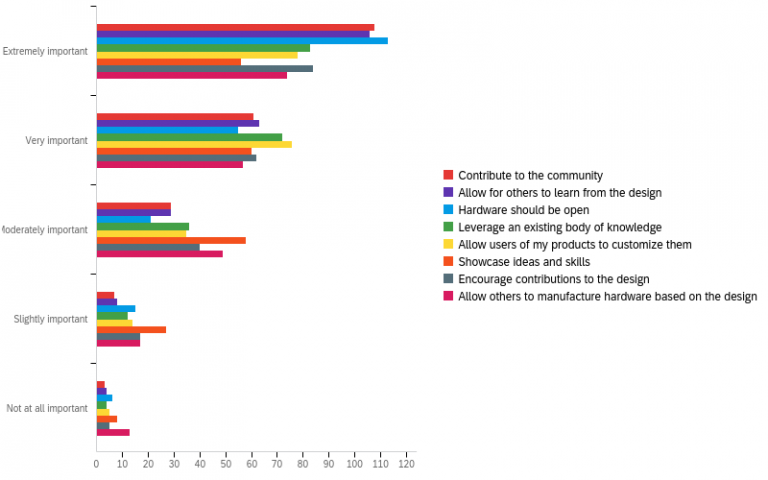 Extremely important
Very important
Moderately important
Slightly important
Not at all important
0 10 20 30 40 50 60 70 80 90 100 110 120
Contribute to the community
Allow for others to learn from the design
Hardware should be open
Leverage an existing body of knowledge
Allow users of my products to customize them
Showcase ideas and skills
Encourage contributions to the design
Allow others to manufacture hardware based on the design